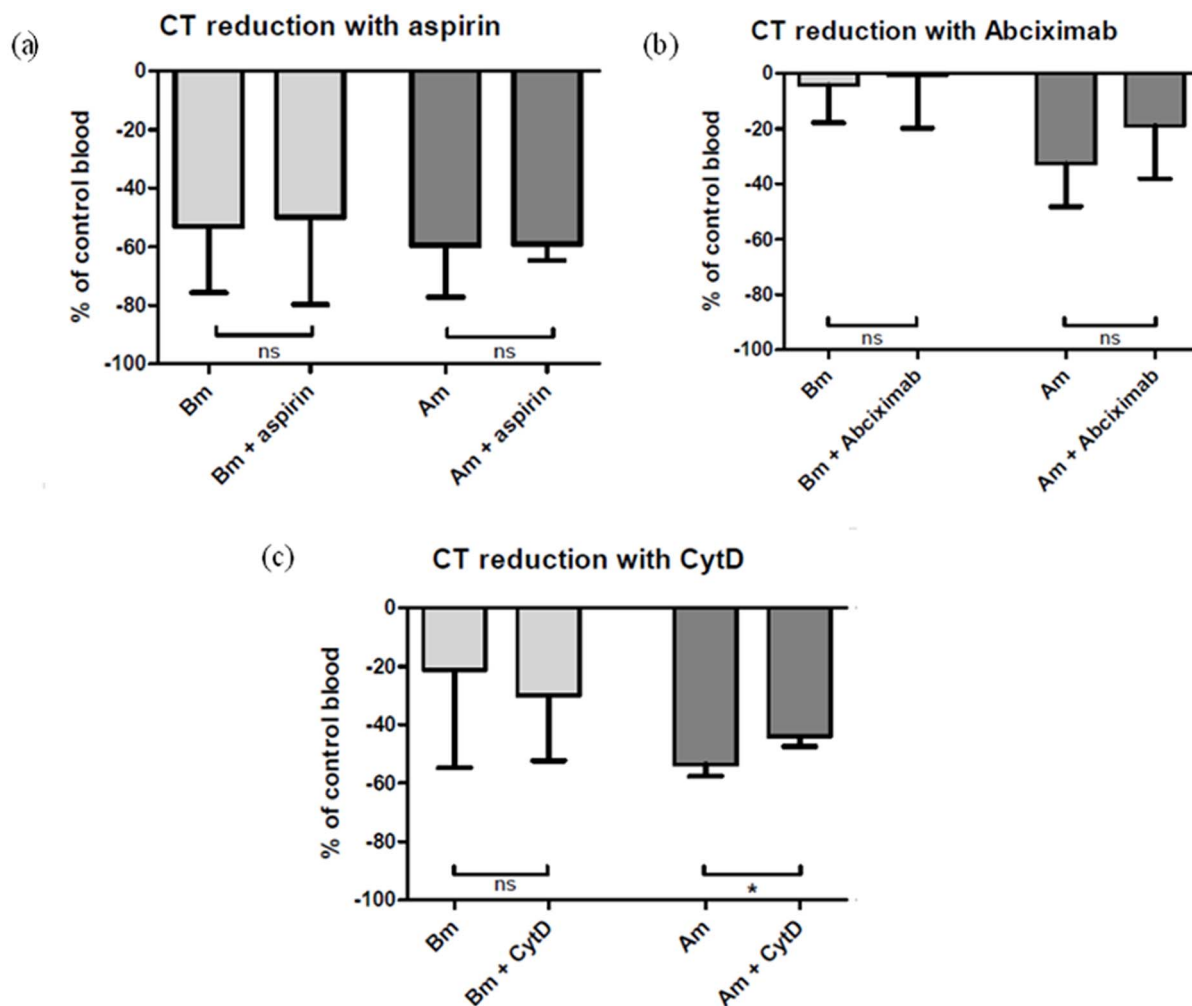 (a)
CT reduction with aspirin
% of control blood
0
-20
-40
-60
-80
-100
ns
ns
Bm
Bm + aspirin
Am
Am + aspirin
(b)
CT reduction with Abciximab
% of control blood
0
-20
-40
-60
-80
-100
ns
ns
Bm
Bm + Abciximab
Am
Am + Abciximab
(c)
CT reduction with CytD
% of control blood
0
-20
-40
-60
-80
-100
ns
*
Bm
Bm + CytD
Am
Am + CytD